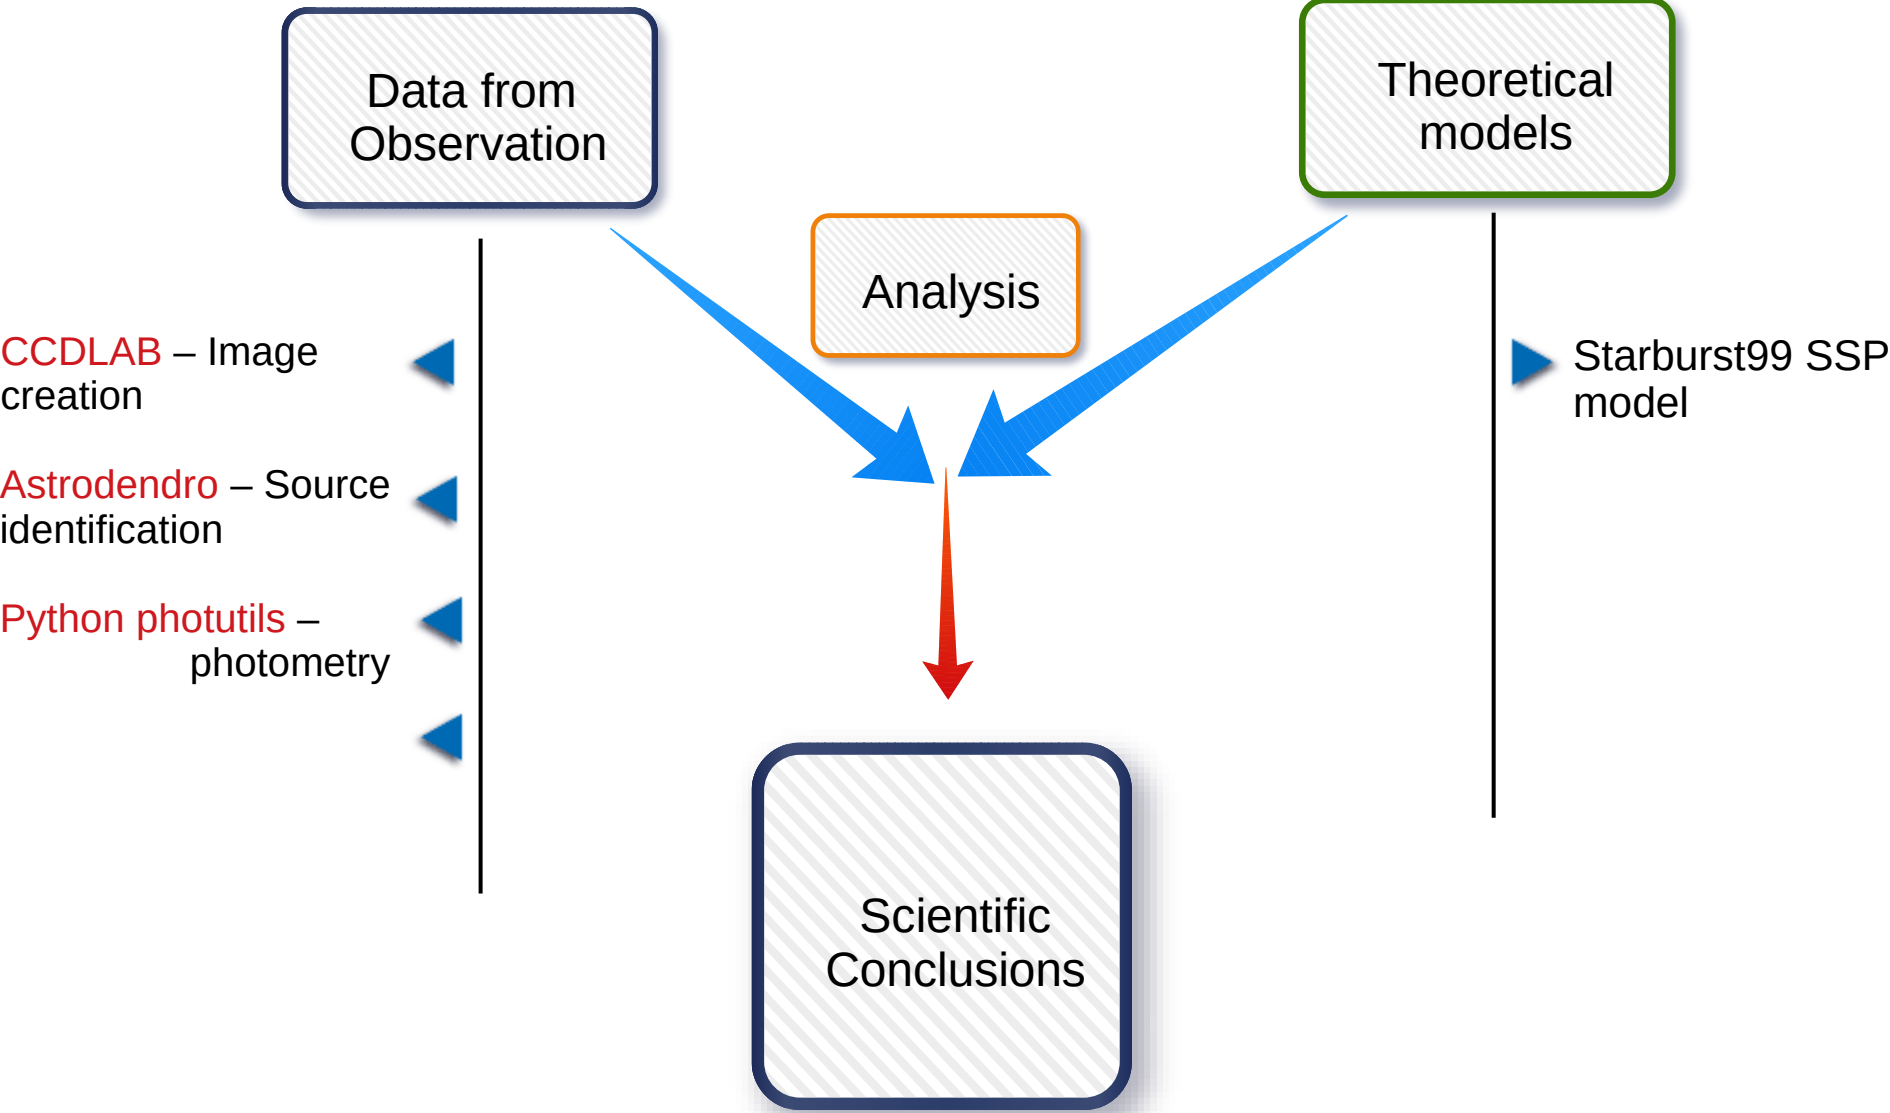 Data from
Observation
Theoretical
models
Analysis
CCDLAB – Image
creation
Astrodendro – Source
identification
Python photutils –
photometry
Starburst99 SSP
model
Scientific
Conclusions